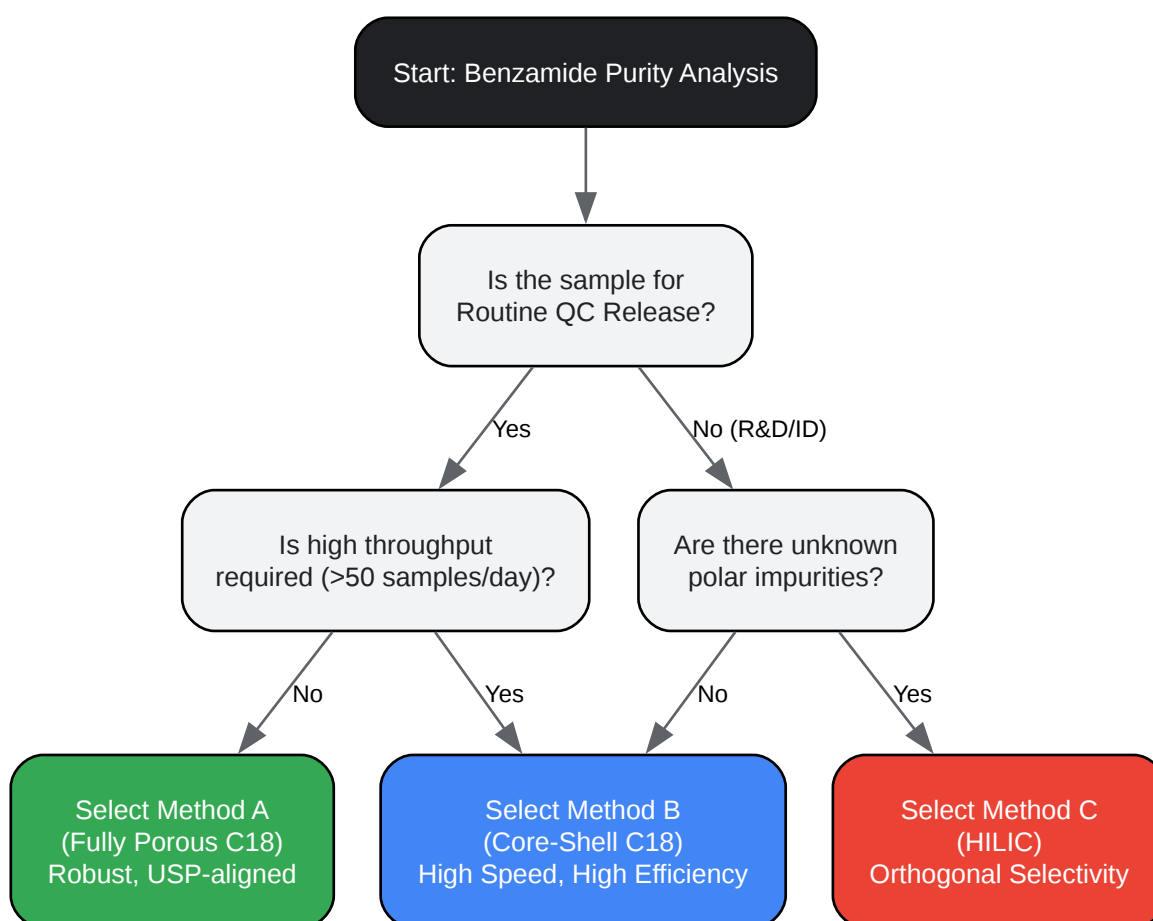 Start: Benzamide Purity Analysis
Is the sample for
Routine QC Release?
Yes
No (R&D/ID)
Is high throughput
required (>50 samples/day)?
Are there unknown
polar impurities?
No
Yes
No
Yes
Select Method A
(Fully Porous C18)
Robust, USP-aligned
Select Method B
(Core-Shell C18)
High Speed, High Efficiency
Select Method C
(HILIC)
Orthogonal Selectivity